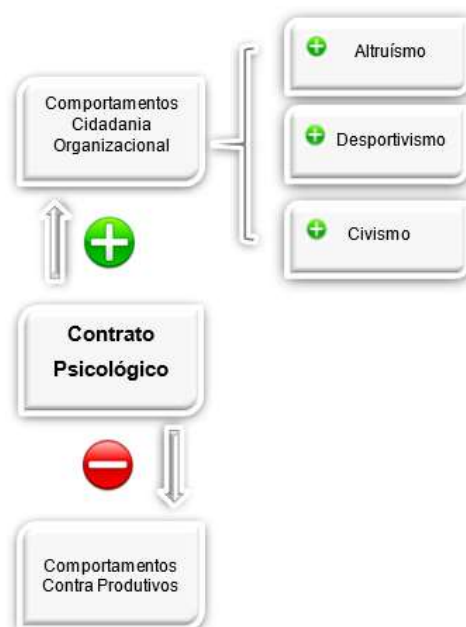 Altruísmo
Comportamentos
Cidadania
Organizacional
Desportivismo
Civismo
Contrato
Psicológico
Comportamentos
Contra Produtivos